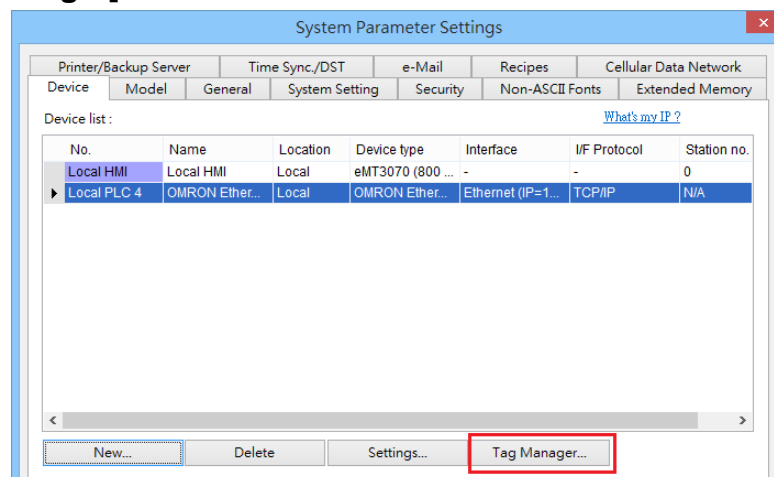 System Parameter Settings
Printer/Backup Server Time Sync./DST e-Mail Recipes Cellular Data Network
Device Model General System Setting Security Non-ASCII Fonts Extended Memory
Device list : What's my IP ?
No. Name Location Device type Interface I/F Protocol Station no.
Local HMI Local HMI Local eMT3070 (800 ... - - 0
Local PLC 4 OMRON Ether... Local OMRON Ether... Ethernet (IP=1... TCP/IP N/A
New... Delete Settings... Tag Manager...